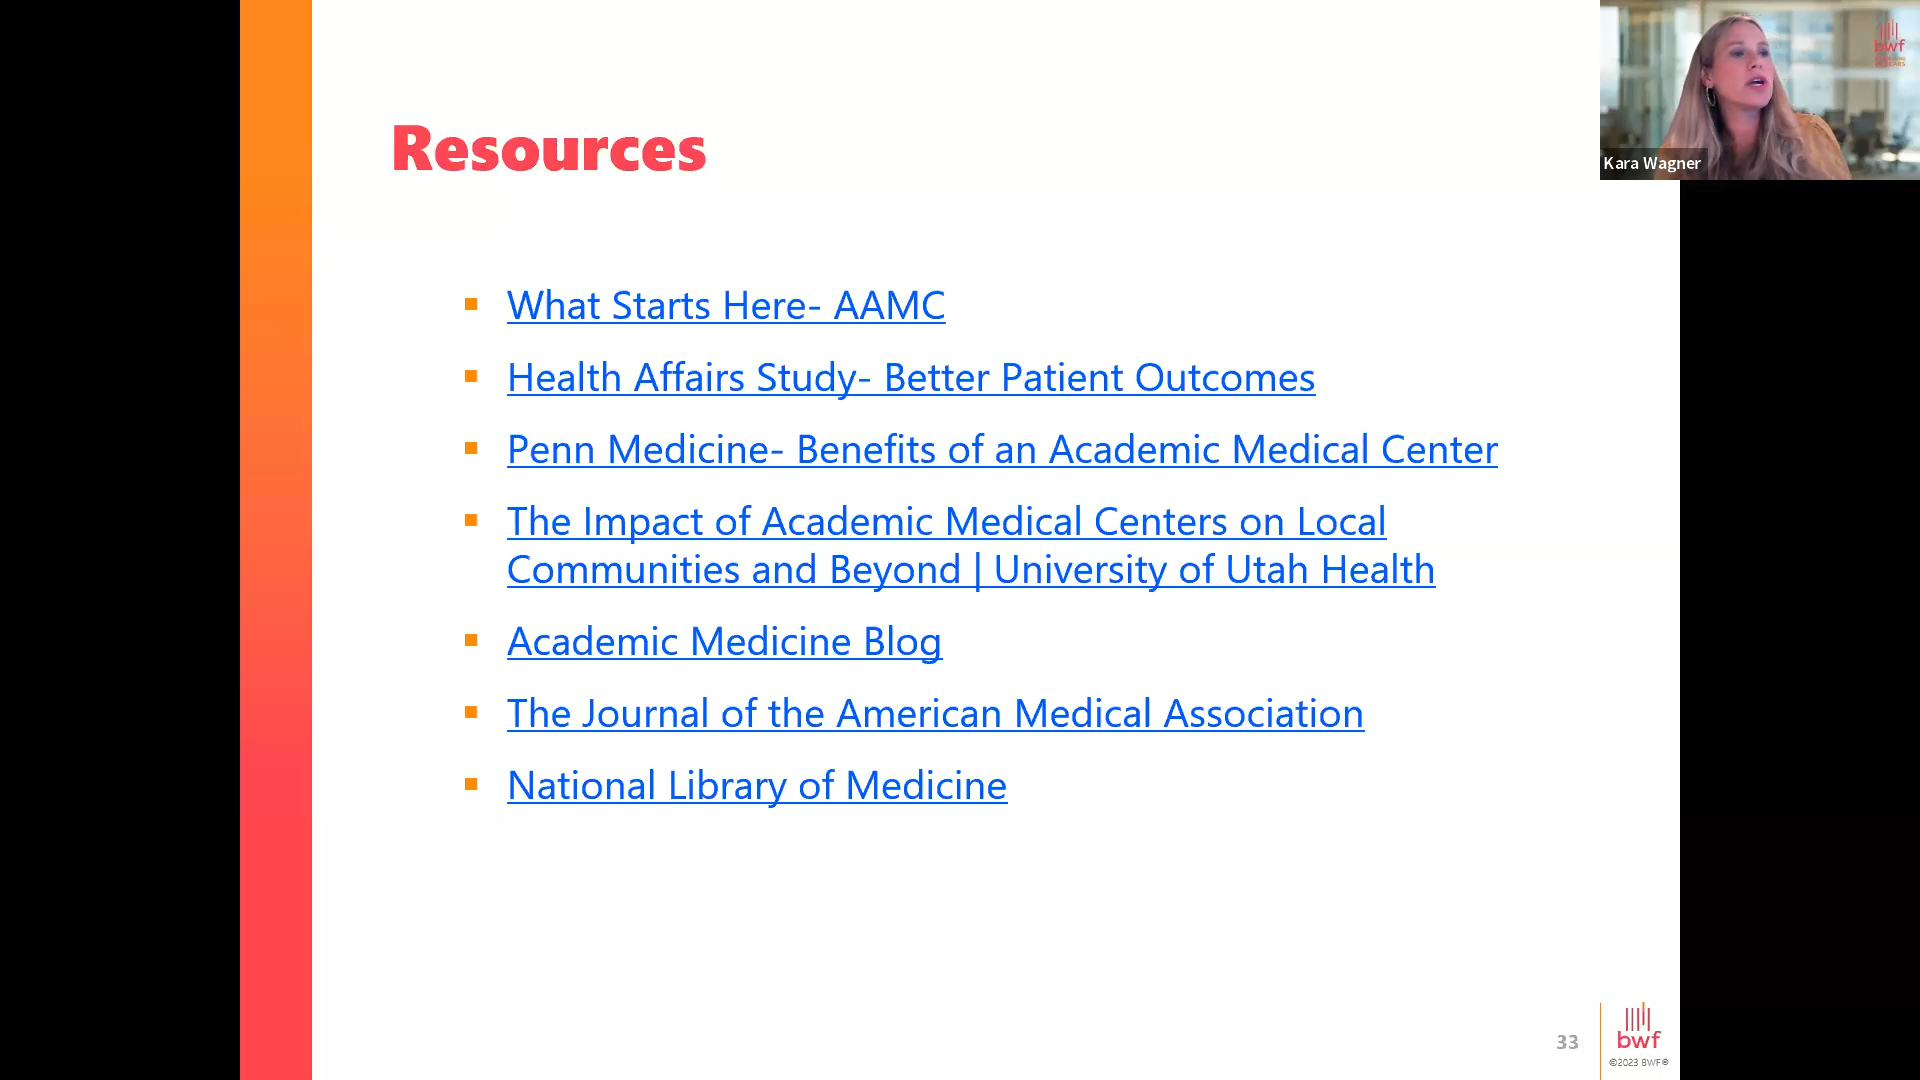 bwf
Kara Wagner
Resources
What Starts Here- AAMC
Health Affairs Study- Better Patient Outcomes
Penn Medicine- Benefits of an Academic Medical Center
The Impact of Academic Medical Centers on Local
Communities and Beyond | University of Utah Health
Academic Medicine Blog
The Journal of the American Medical Association
National Library of Medicine
33
bwf
©2023 BWF®